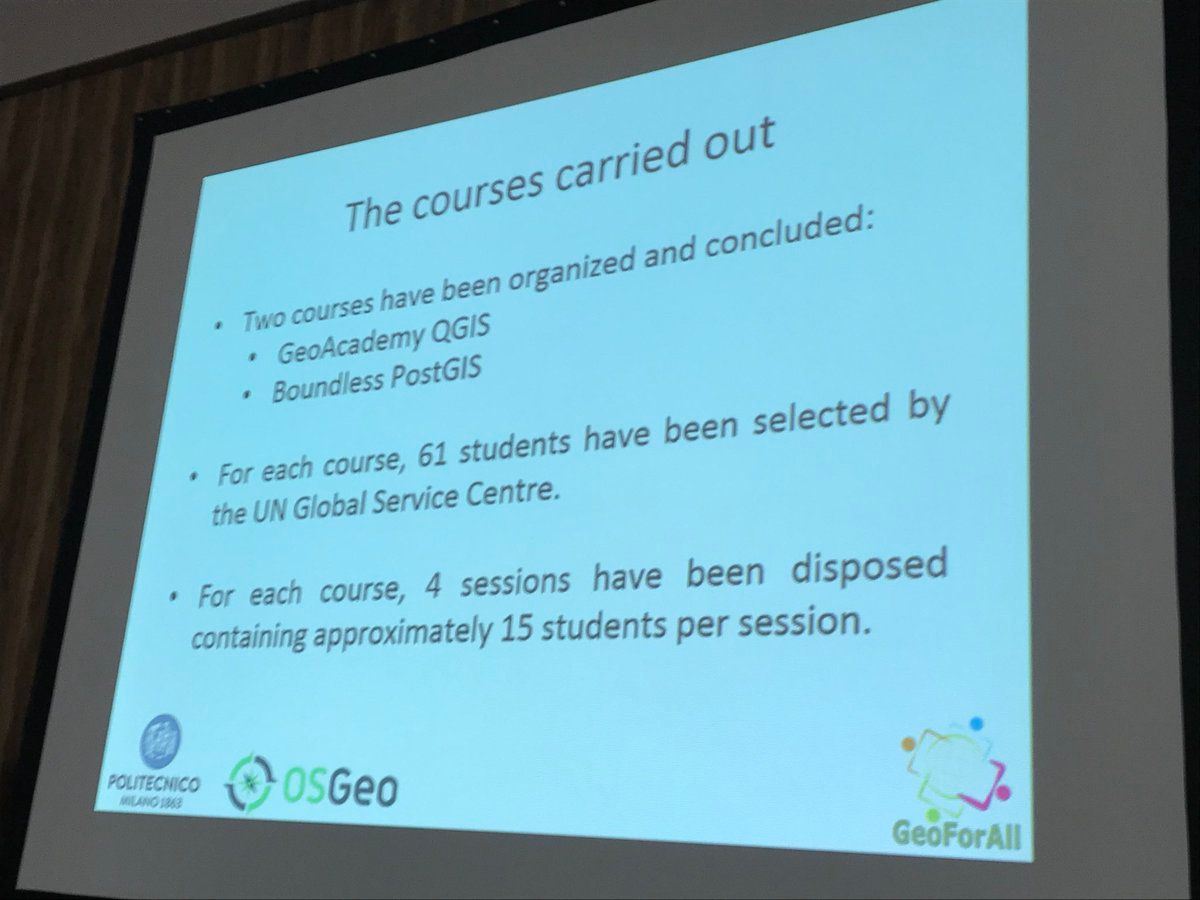 The courses carried out
• Two courses have been organized and concluded:
• GeoAcademy QGIS
• Boundless PostGIS
• For each course, 61 students have been selected by
the UN Global Service Centre.
• For each course, 4 sessions have been disposed
containing approximately 15 students per session.
POLITECNICO
MILANO 1863
OSGeo
GeoForAll